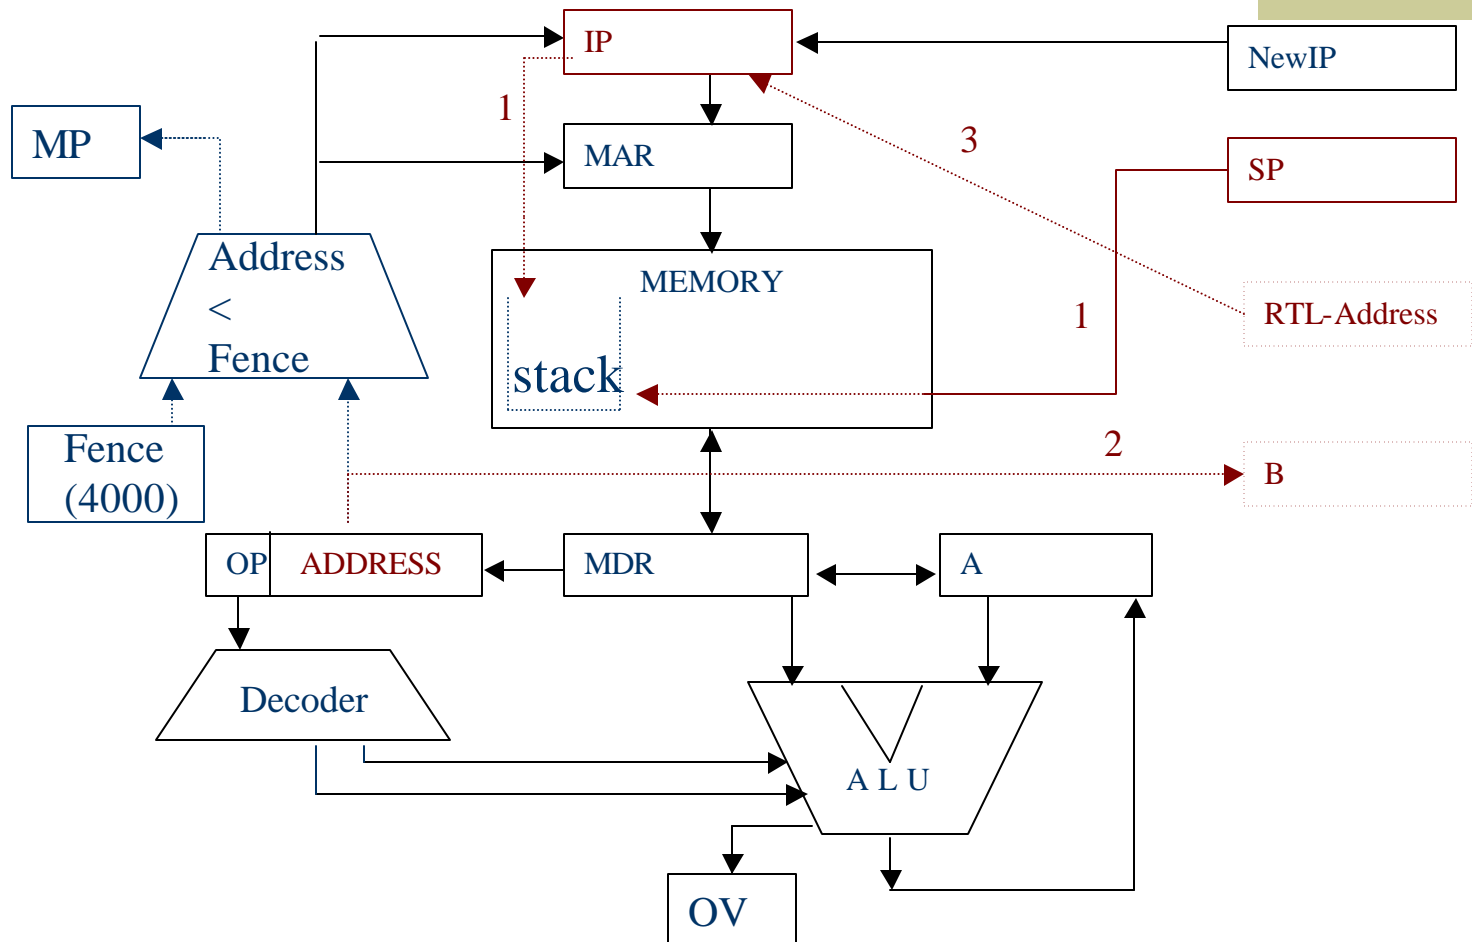 IP
NewIP
1
MP
3
MAR
SP
Address
<
Fence
MEMORY
1
RTL-Address
stack
2
Fence
(4000)
B
OP
ADDRESS
MDR
A
Decoder
A L U
OV